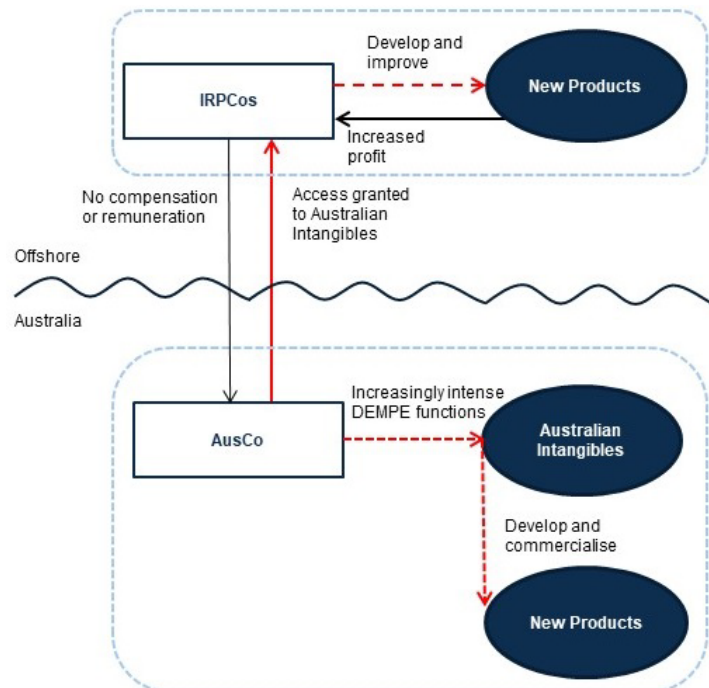 Develop and
improve
IRPCos
New Products
Increased
profit
No compensation
or remuneration
Access granted
to Australian
Intangibles
Offshore
Australia
Increasingly intense
DEMPE functions
AusCo
Australian
Intangibles
Develop and
commercialise
New Products